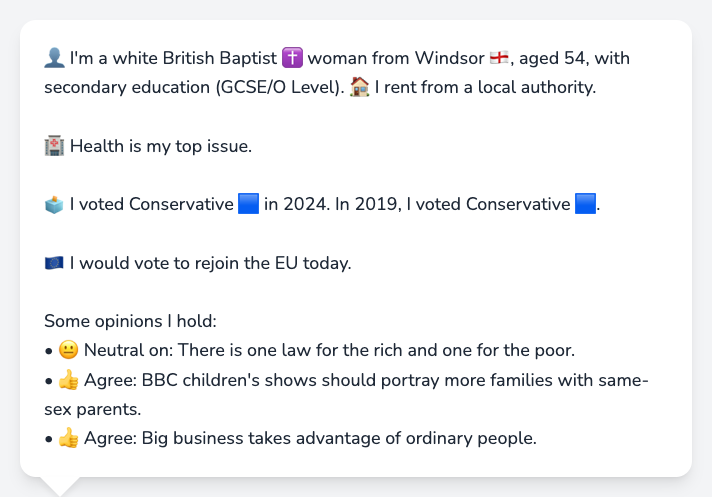 👤 I'm a white British Baptist ✝️ woman from Windsor 🏴󠁧󠁢󠁥󠁮󠁧󠁿, aged 54, with
secondary education (GCSE/O Level). 🏠 I rent from a local authority.
🏥 Health is my top issue.
🗳️ I voted Conservative 🟦 in 2024. In 2019, I voted Conservative 🟦.
🇪🇺 I would vote to rejoin the EU today.
Some opinions I hold:
• 😐 Neutral on: There is one law for the rich and one for the poor.
• 👍 Agree: BBC children's shows should portray more families with same-
sex parents.
• 👍 Agree: Big business takes advantage of ordinary people.